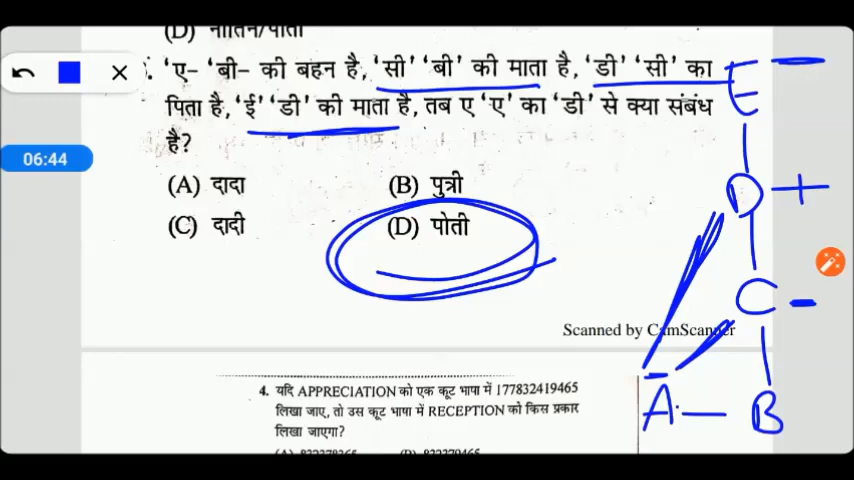 (D) नातिन/पोती
'ए- 'बी- की बहन है, 'सी' 'बी' की माता है, 'डी' 'सी' का
पिता है, 'ई' 'डी' की माता है, तब ए 'ए' का 'डी' से क्या संबंध
है?
(A) दादा (B) पुत्री
(C) दादी (D) पोती
06:44
E –
D +
C –
A — B
Scanned by CamScanner
4. यदि APPRECIATION को एक कूट भाषा में 177832419465
लिखा जाए, तो उस कूट भाषा में RECEPTION को किस प्रकार
लिखा जाएगा?